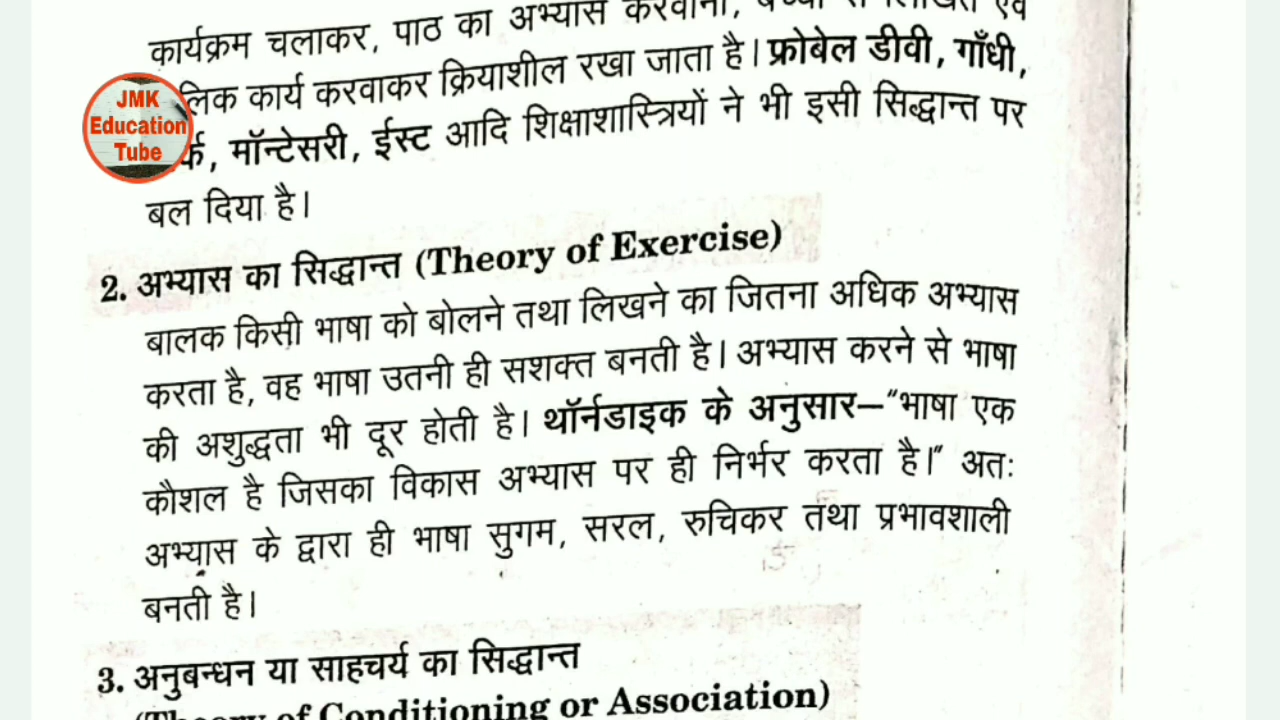 कार्यक्रम चलाकर, पाठ का अभ्यास करवाना, एवं
लिक कार्य करवाकर क्रियाशील रखा जाता है। फ्रोबेल डीवी, गाँधी,
JMK
Education
Tube
र्क, मॉन्टेसरी, ईस्ट आदि शिक्षाशास्त्रियों ने भी इसी सिद्धान्त पर
बल दिया है।
2. अभ्यास का सिद्धान्त (Theory of Exercise)
बालक किसी भाषा को बोलने तथा लिखने का जितना अधिक अभ्यास
करता है, वह भाषा उतनी ही सशक्त बनती है। अभ्यास करने से भाषा
की अशुद्धता भी दूर होती है। थॉर्नडाइक के अनुसार–"भाषा एक
कौशल है जिसका विकास अभ्यास पर ही निर्भर करता है।" अतः
अभ्यास के द्वारा ही भाषा सुगम, सरल, रुचिकर तथा प्रभावशाली
बनती है।
3. अनुबन्धन या साहचर्य का सिद्धान्त
(Theory of Conditioning or Association)